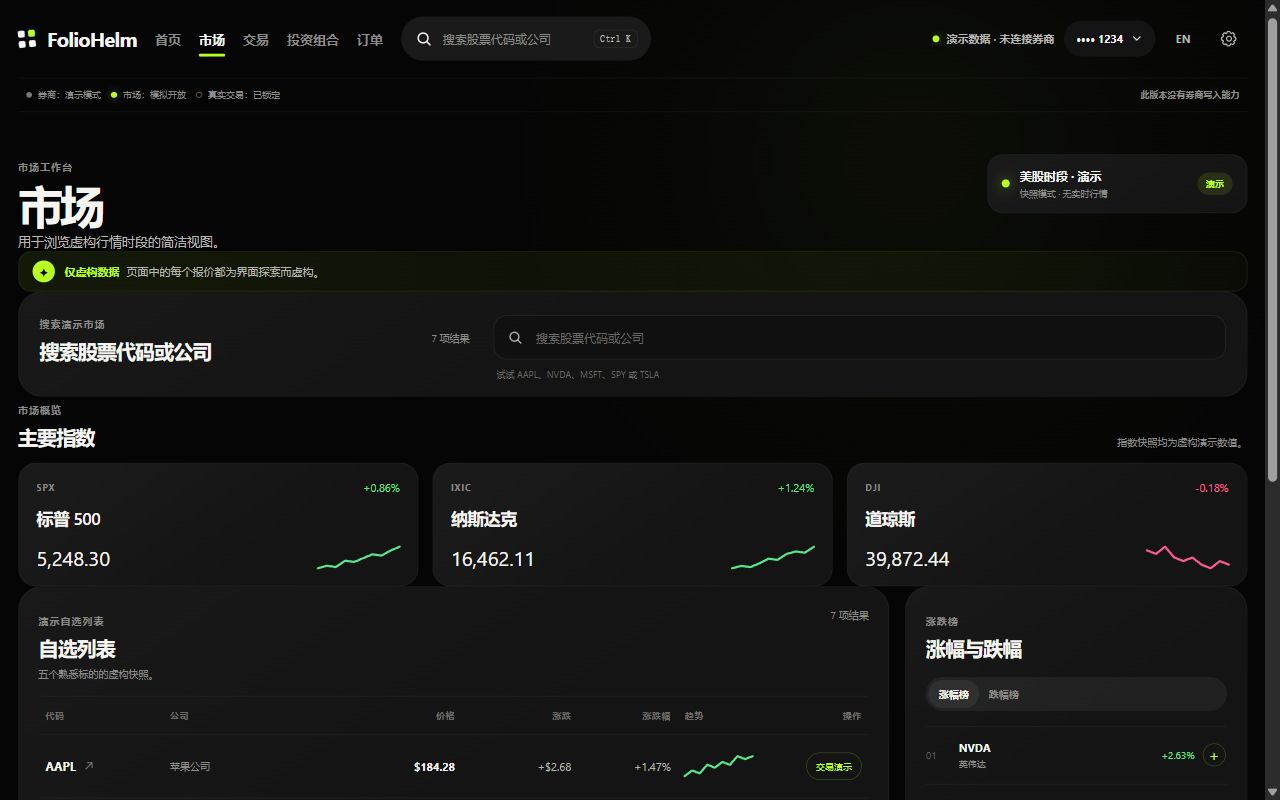 FolioHelm 首页 市场 交易 投资组合 订单 搜索股票代码或公司 Ctrl K 演示数据 · 未连接券商 •••• 1234 EN
券商：演示模式 市场：模拟开放 真实交易：已锁定 此版本没有券商写入能力
市场工作台
市场
用于浏览虚构行情时段的简洁视图。
美股时段 · 演示
快照模式 · 无实时行情
演示
仅虚构数据 页面中的每个报价都为界面探索而虚构。
搜索演示市场
搜索股票代码或公司
7 项结果
搜索股票代码或公司
试试 AAPL、NVDA、MSFT、SPY 或 TSLA
市场概览
主要指数
指数快照均为虚构演示数值。
SPX +0.86%
标普 500
5,248.30
IXIC +1.24%
纳斯达克
16,462.11
DJI -0.18%
道琼斯
39,872.44
演示自选列表
7 项结果
自选列表
五个熟悉标的的虚构快照。
代码 公司 价格 涨跌 涨跌幅 趋势 操作
AAPL 苹果公司 $184.28 +$2.68 +1.47% 交易演示
涨跌榜
涨幅与跌幅
涨幅榜 跌幅榜
01 NVDA +2.63% +
英伟达